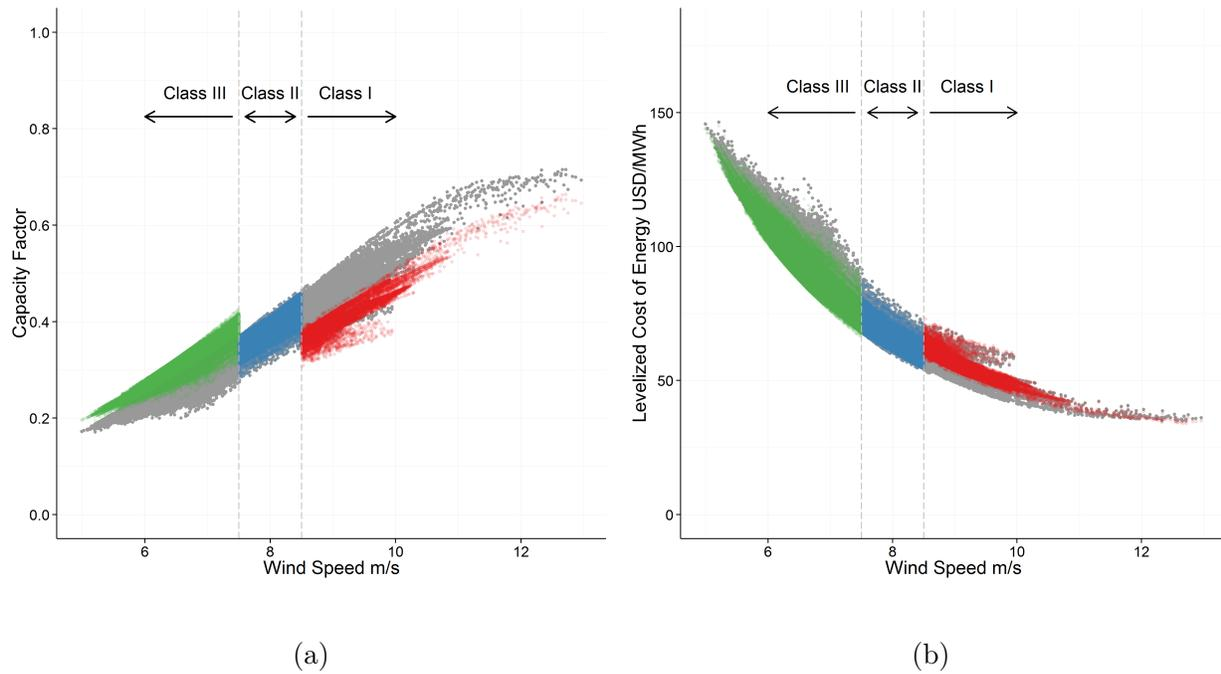 1.0
0.8
0.6
0.4
0.2
0.0
Capacity Factor
Class III Class II Class I
6 8 10 12
Wind Speed m/s
(a)
150
100
50
0
Levelized Cost of Energy USD/MWh
Class III Class II Class I
6 8 10 12
Wind Speed m/s
(b)